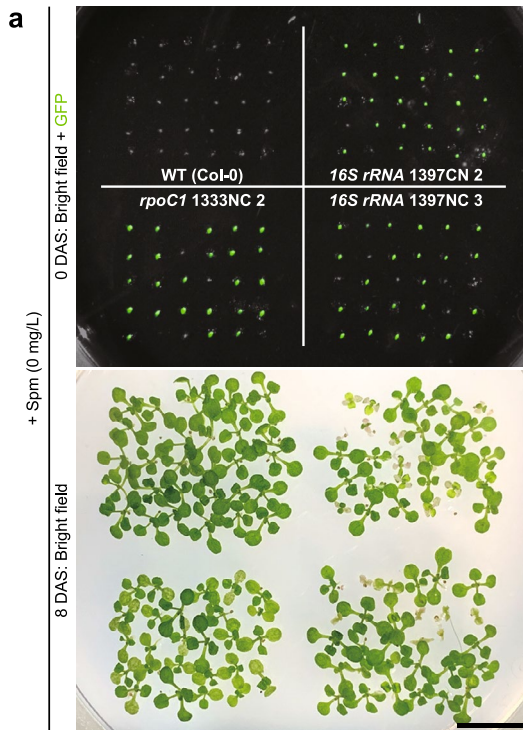 a
+ Spm (0 mg/L)
0 DAS: Bright field + GFP
WT (Col-0)
16S rRNA 1397CN 2
rpoC1 1333NC 2
16S rRNA 1397NC 3
8 DAS: Bright field